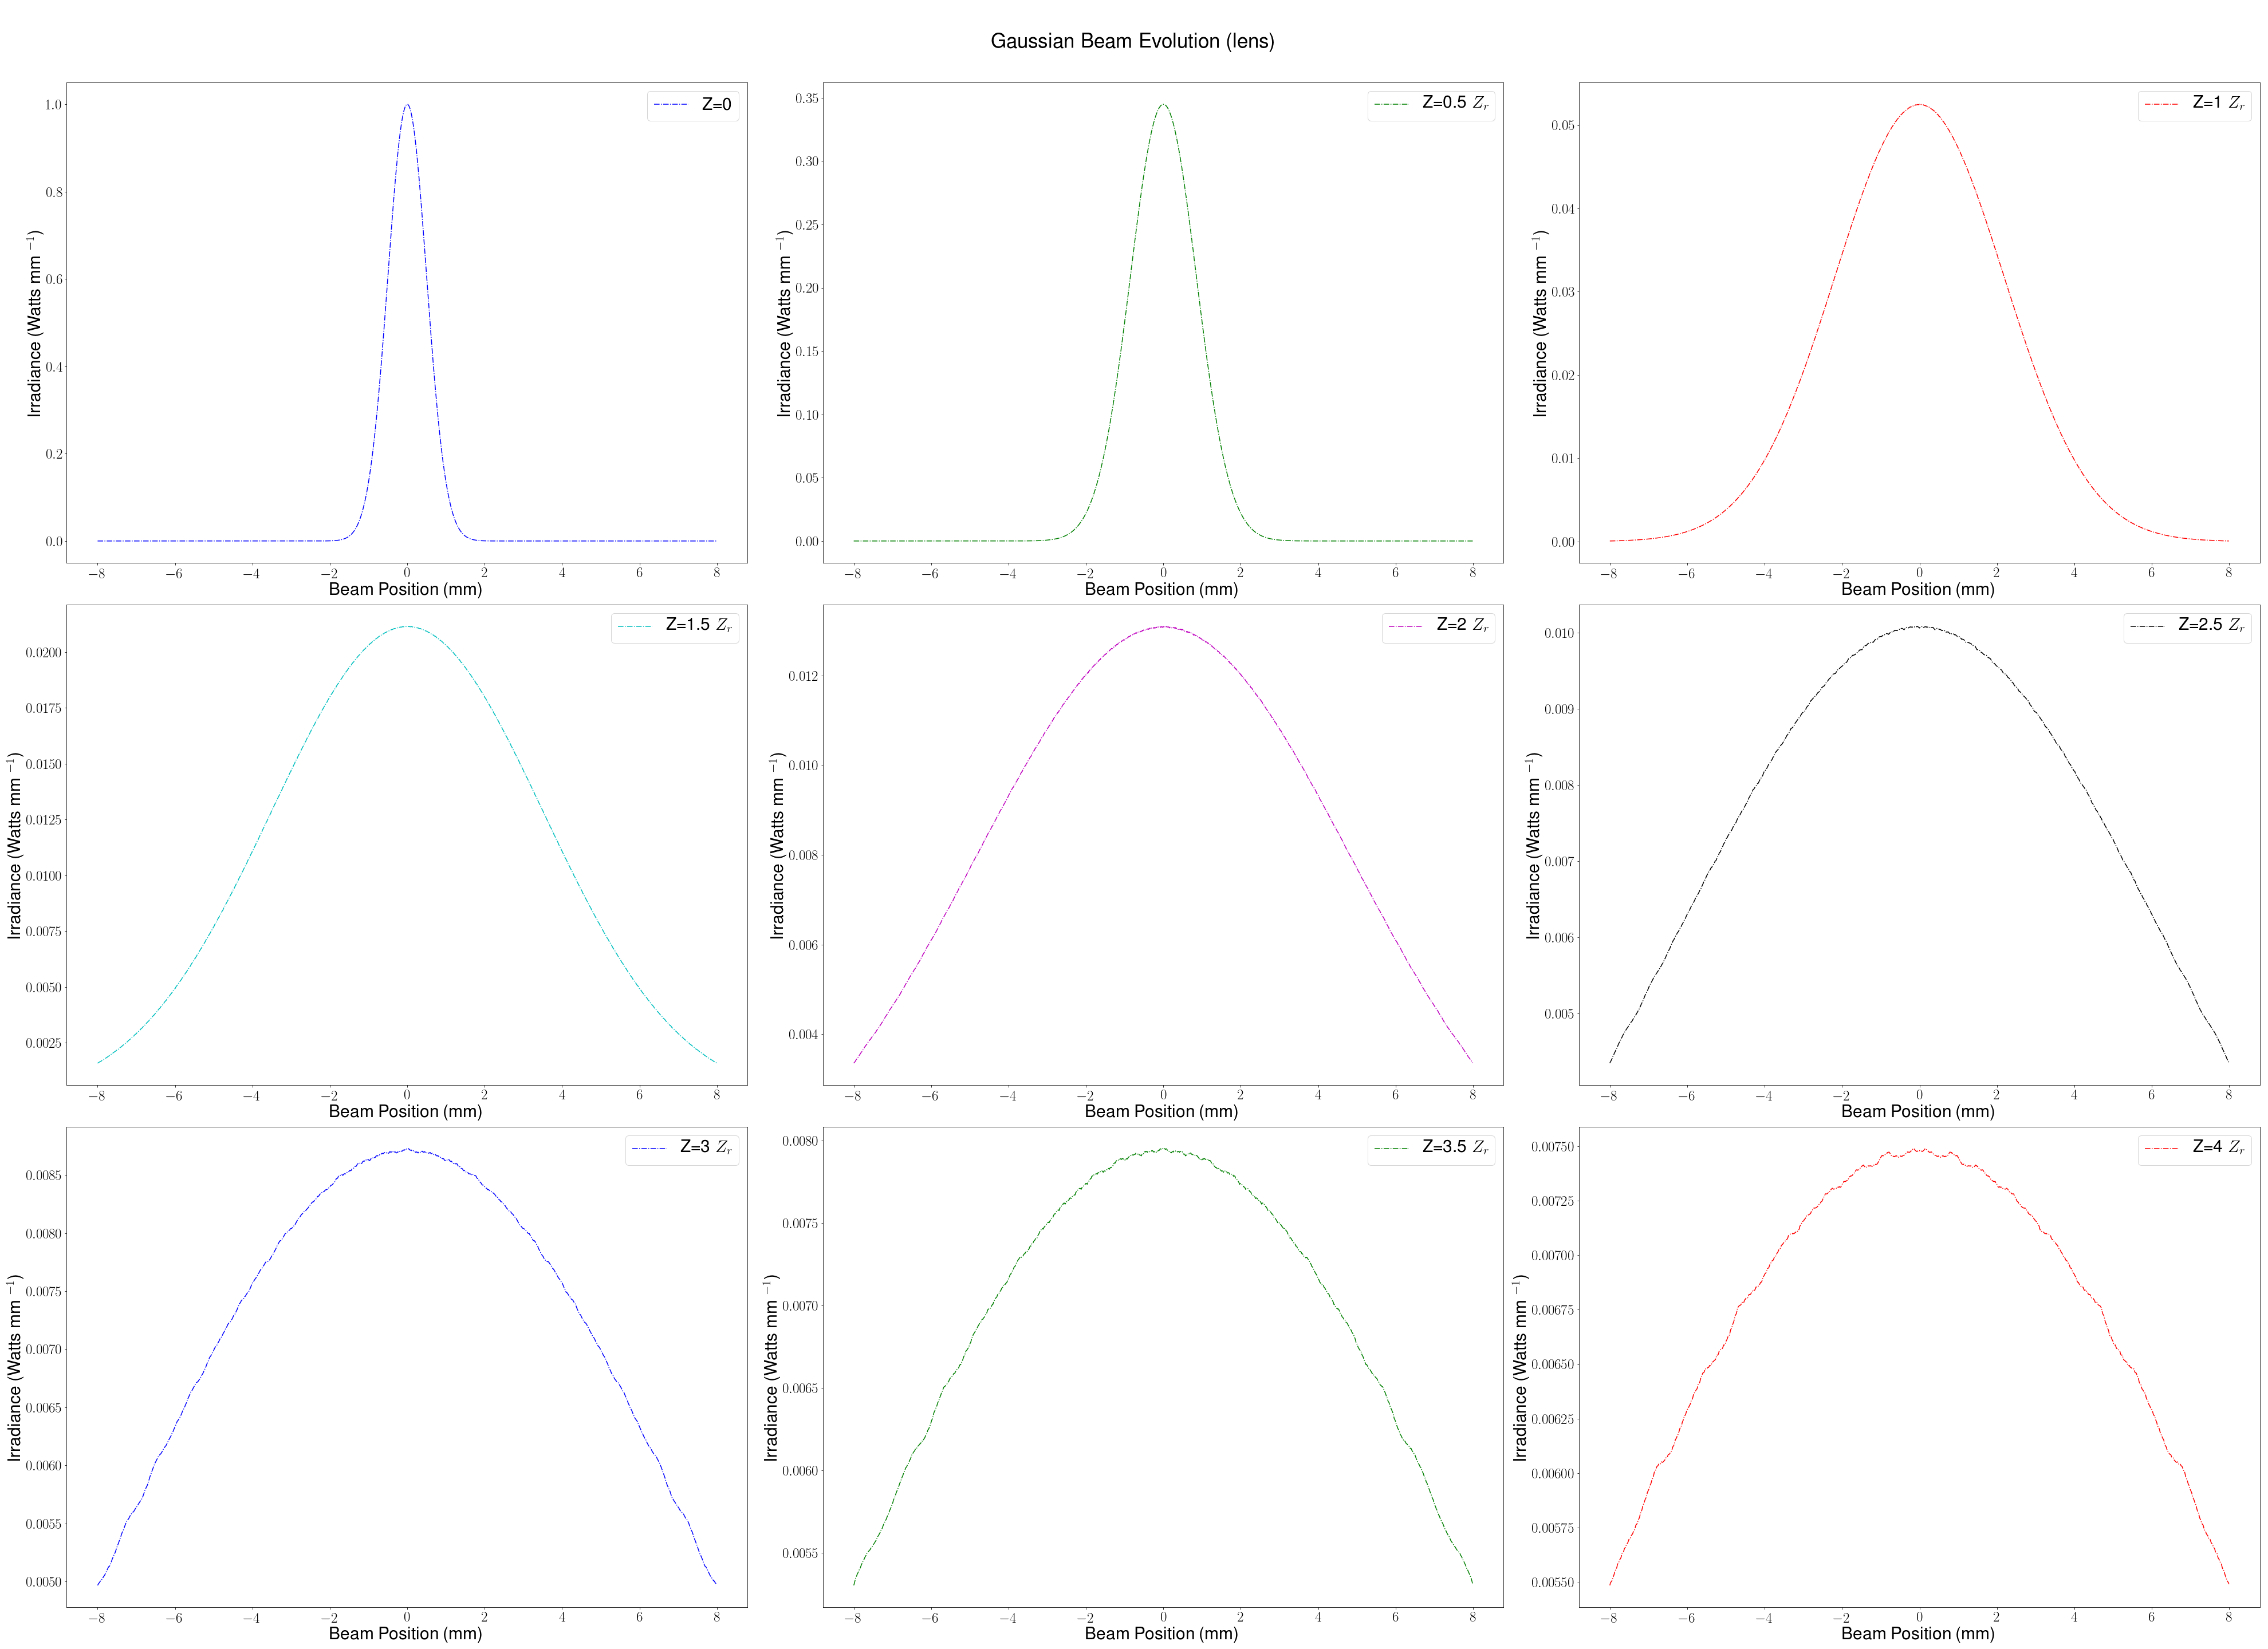 Gaussian Beam Evolution (lens)
Z=0
Irradiance (Watts mm −1)
1.0
0.8
0.6
0.4
0.2
0.0
−8 −6 −4 −2 0 2 4 6 8
Beam Position (mm)
Z=0.5 Zr
Irradiance (Watts mm −1)
0.35
0.30
0.25
0.20
0.15
0.10
0.05
0.00
−8 −6 −4 −2 0 2 4 6 8
Beam Position (mm)
Z=1 Zr
Irradiance (Watts mm −1)
0.05
0.04
0.03
0.02
0.01
0.00
−8 −6 −4 −2 0 2 4 6 8
Beam Position (mm)
Z=1.5 Zr
Irradiance (Watts mm −1)
0.0200
0.0175
0.0150
0.0125
0.0100
0.0075
0.0050
0.0025
−8 −6 −4 −2 0 2 4 6 8
Beam Position (mm)
Z=2 Zr
Irradiance (Watts mm −1)
0.012
0.010
0.008
0.006
0.004
−8 −6 −4 −2 0 2 4 6 8
Beam Position (mm)
Z=2.5 Zr
Irradiance (Watts mm −1)
0.010
0.009
0.008
0.007
0.006
0.005
−8 −6 −4 −2 0 2 4 6 8
Beam Position (mm)
Z=3 Zr
Irradiance (Watts mm −1)
0.0085
0.0080
0.0075
0.0070
0.0065
0.0060
0.0055
0.0050
−8 −6 −4 −2 0 2 4 6 8
Beam Position (mm)
Z=3.5 Zr
Irradiance (Watts mm −1)
0.0080
0.0075
0.0070
0.0065
0.0060
0.0055
−8 −6 −4 −2 0 2 4 6 8
Beam Position (mm)
Z=4 Zr
Irradiance (Watts mm −1)
0.00750
0.00725
0.00700
0.00675
0.00650
0.00625
0.00600
0.00575
0.00550
−8 −6 −4 −2 0 2 4 6 8
Beam Position (mm)